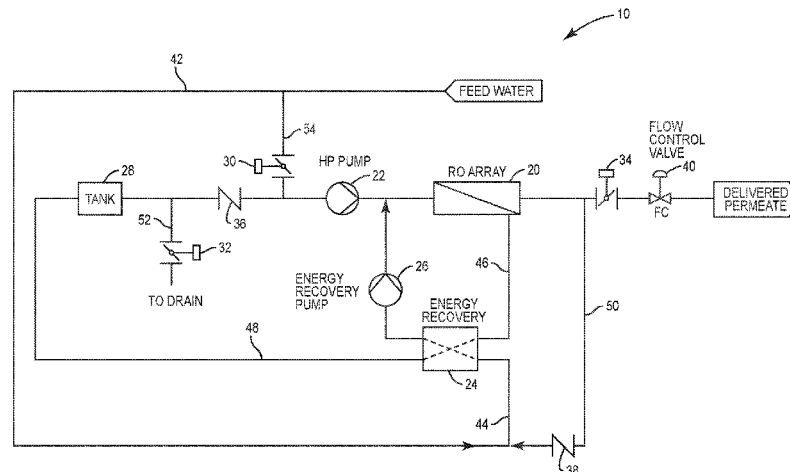 10
42
FEED WATER
54
FLOW
CONTROL
VALVE
30
HP PUMP
RO ARRAY
20
34
40
28
22
TANK
DELIVERED
PERMEATE
FC
52
36
32
26
46
TO DRAIN
ENERGY
RECOVERY
PUMP
ENERGY
RECOVERY
50
48
24
44
38